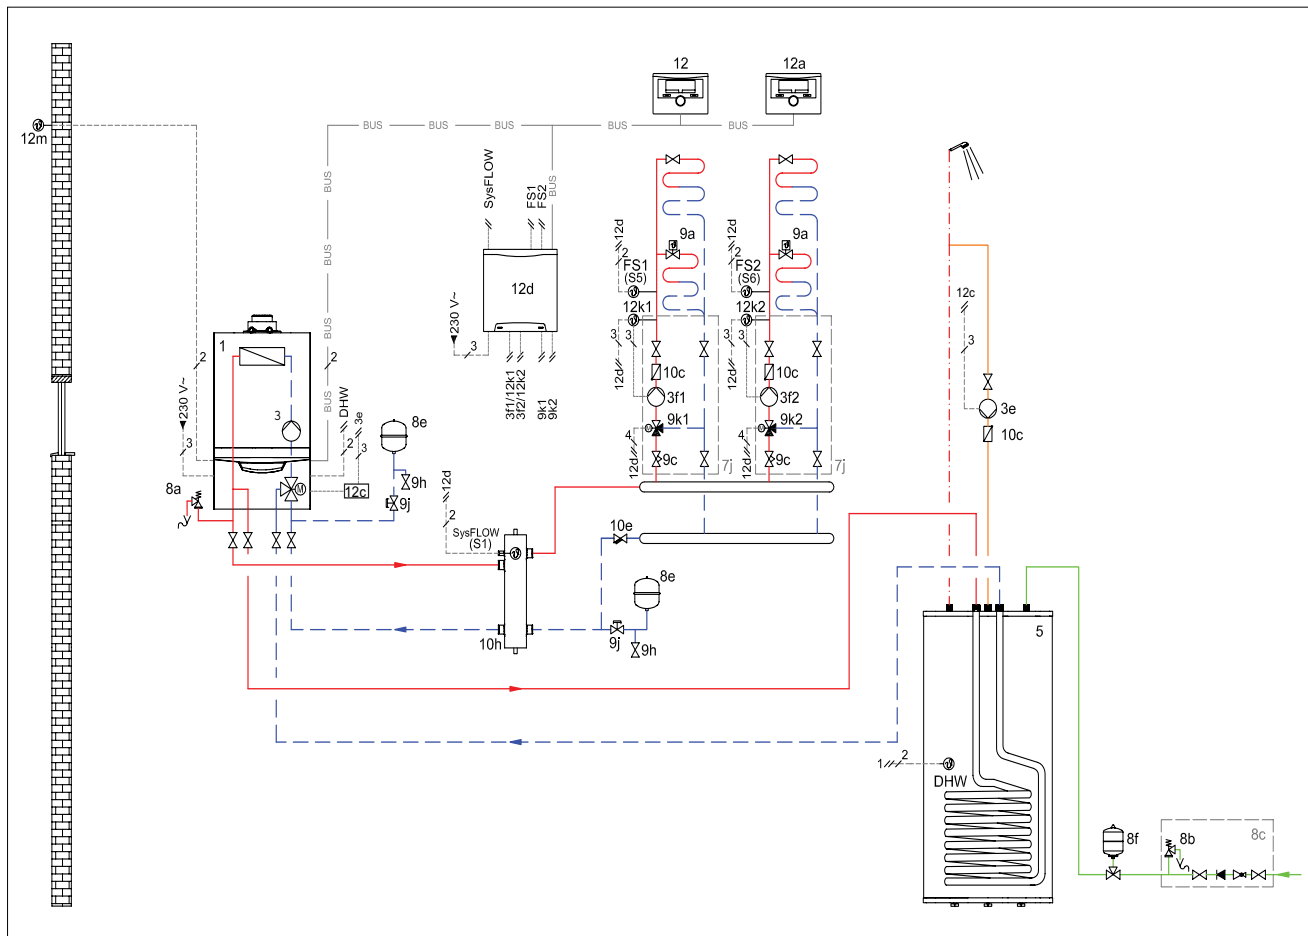 12
12a
12m
BUS
BUS
BUS
BUS
BUS
BUS
BUS
BUS
BUS
SysFLOW
FS1
FS2
12d
230 V~
3
3f1/12k1
3f2/12k2
9k1
9k2
12d
2
9a
FS1
(S5)
12k1
3
3
12d
10c
3f1
9k1
4
12d
9c
7j
12d
2
9a
FS2
(S6)
12k2
3
3
12d
10c
3f2
9k2
4
12d
9c
7j
12c
3
3e
10c
1
2
2
230 V~
3
3
DHW
3e
2
3
M
12c
8a
8e
9h
9j
12d
2
SysFLOW
(S1)
10e
10h
8e
9j
9h
5
1
2
DHW
8f
8b
8c